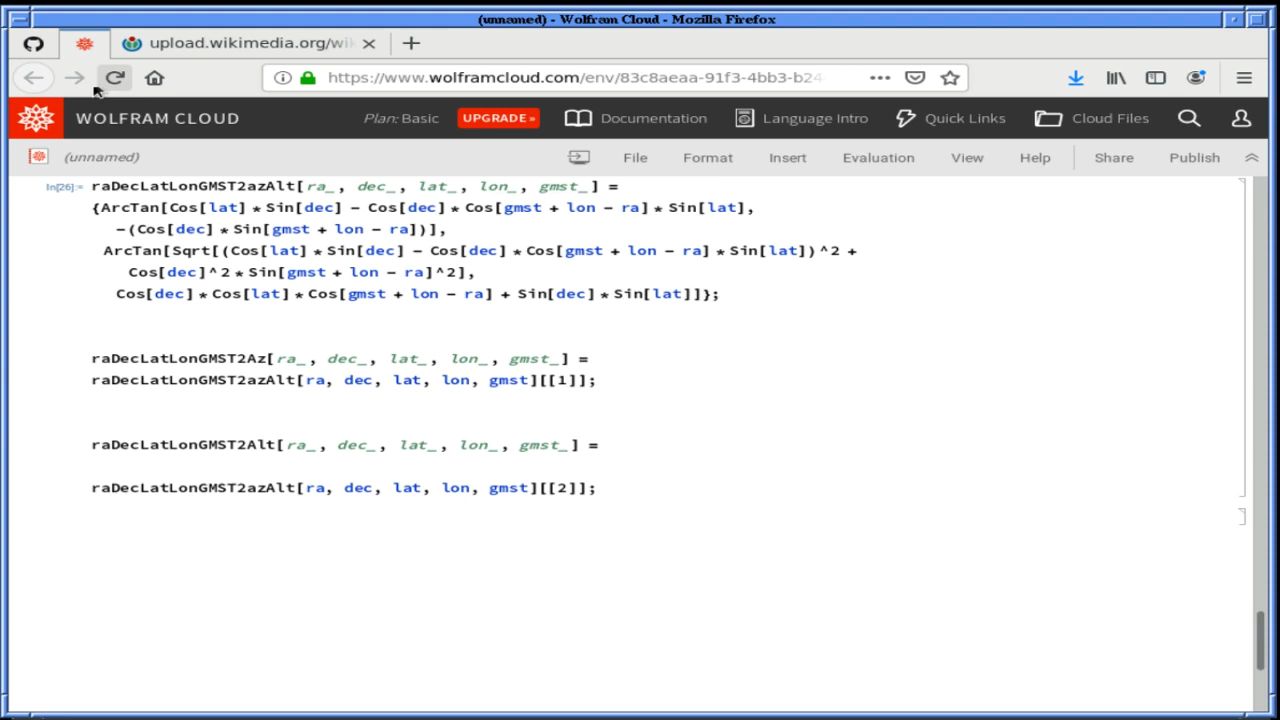 (unnamed) - Wolfram Cloud - Mozilla Firefox
upload.wikimedia.org/wi
https://www.wolframcloud.com/env/83c8aeaa-91f3-4bb3-b24
WOLFRAM CLOUD Plan: Basic UPGRADE » Documentation Language Intro Quick Links Cloud Files
(unnamed) File Format Insert Evaluation View Help Share Publish
In[26]:= raDecLatLonGMST2azAlt[ra_, dec_, lat_, lon_, gmst_] =
{ArcTan[Cos[lat]*Sin[dec] - Cos[dec]*Cos[gmst + lon - ra]*Sin[lat],
-(Cos[dec]*Sin[gmst + lon - ra])],
ArcTan[Sqrt[(Cos[lat]*Sin[dec] - Cos[dec]*Cos[gmst + lon - ra]*Sin[lat])^2 +
Cos[dec]^2*Sin[gmst + lon - ra]^2],
Cos[dec]*Cos[lat]*Cos[gmst + lon - ra] + Sin[dec]*Sin[lat]]};
raDecLatLonGMST2Az[ra_, dec_, lat_, lon_, gmst_] =
raDecLatLonGMST2azAlt[ra, dec, lat, lon, gmst][[1]];
raDecLatLonGMST2Alt[ra_, dec_, lat_, lon_, gmst_] =
raDecLatLonGMST2azAlt[ra, dec, lat, lon, gmst][[2]];